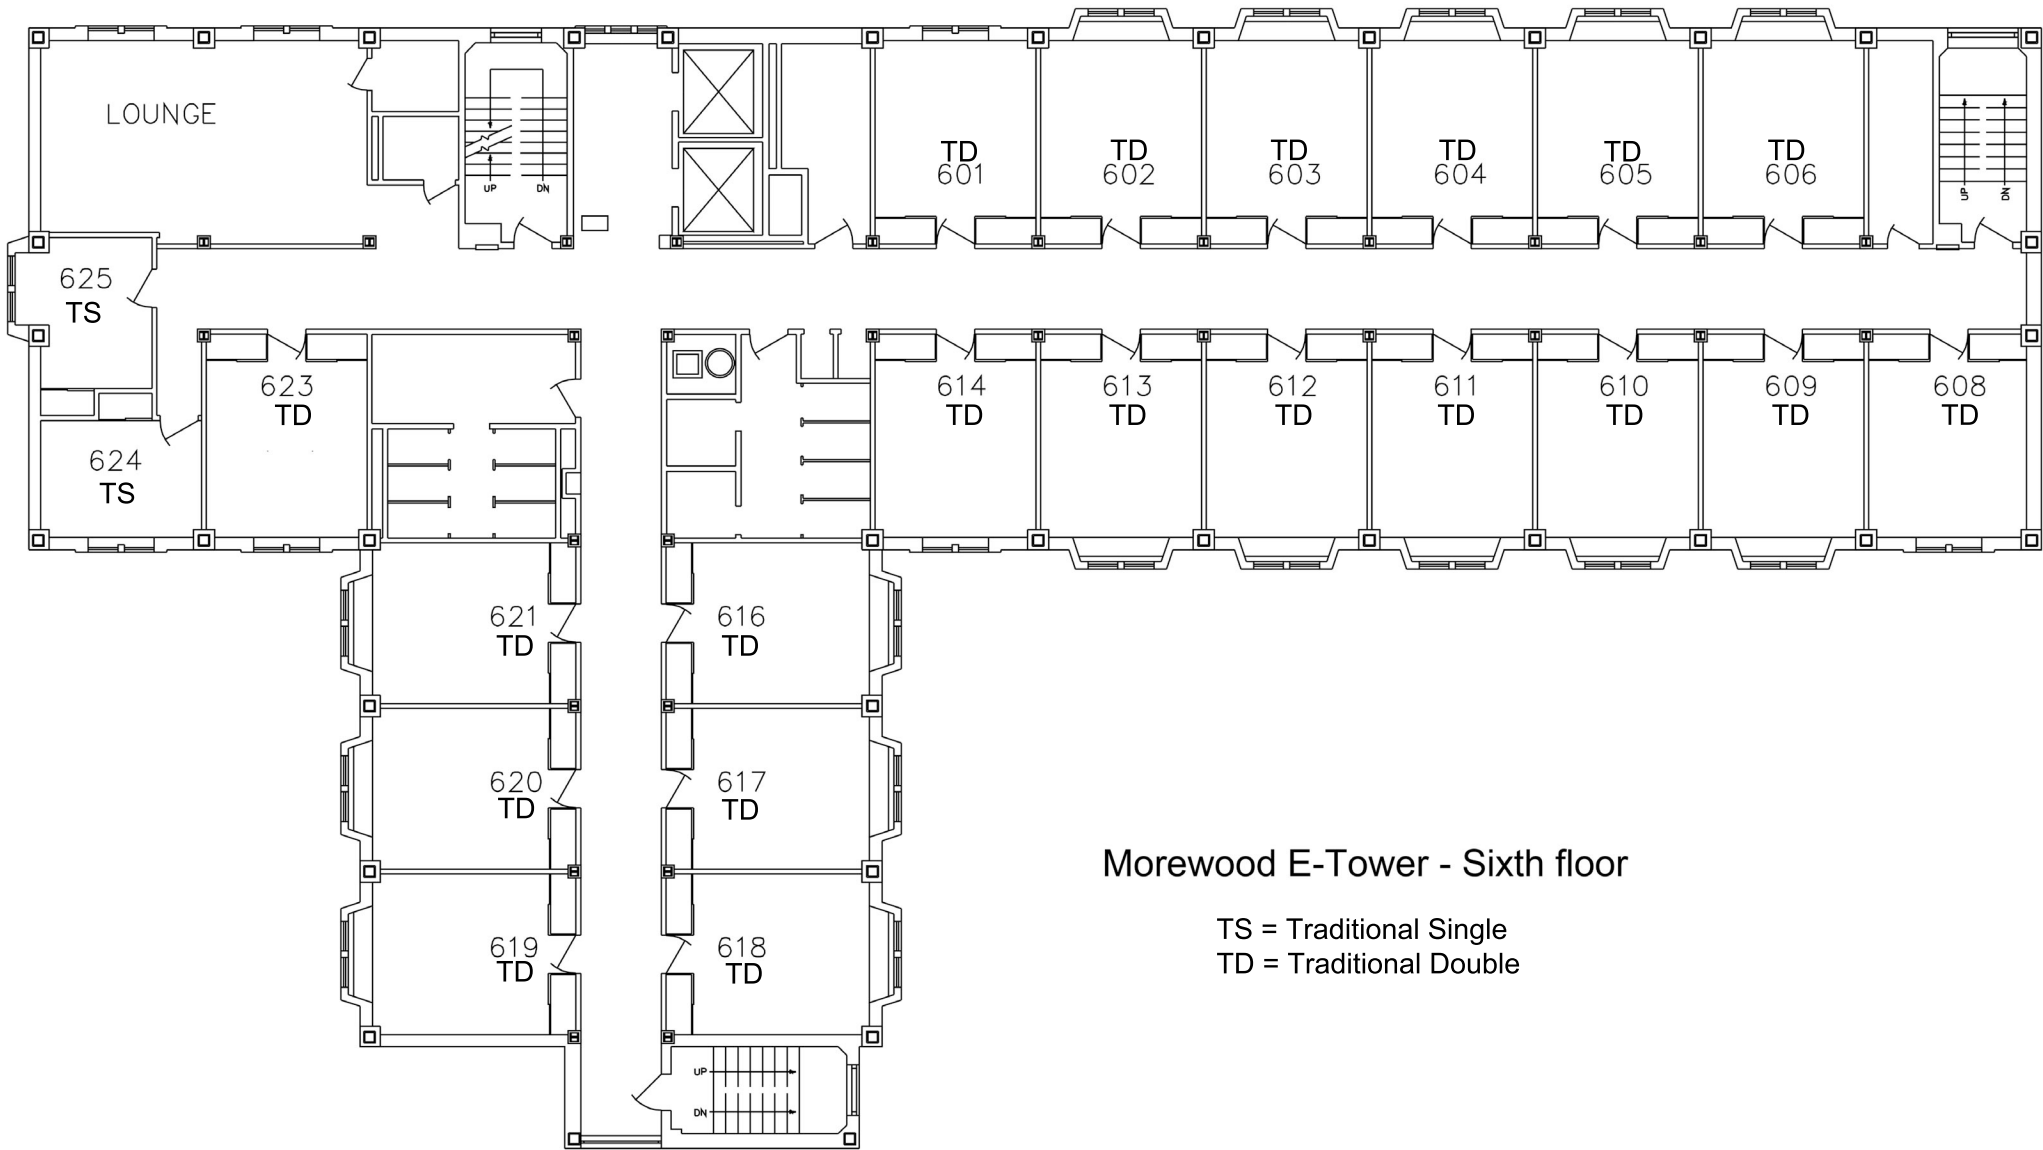 LOUNGE
UP
DN
TD
601
TD
602
TD
603
TD
604
TD
605
TD
606
UP
DN
625
TS
623
TD
624
TS
614
TD
613
TD
612
TD
611
TD
610
TD
609
TD
608
TD
621
TD
616
TD
620
TD
617
TD
619
TD
618
TD
UP
DN
Morewood E-Tower - Sixth floor
TS = Traditional Single
TD = Traditional Double